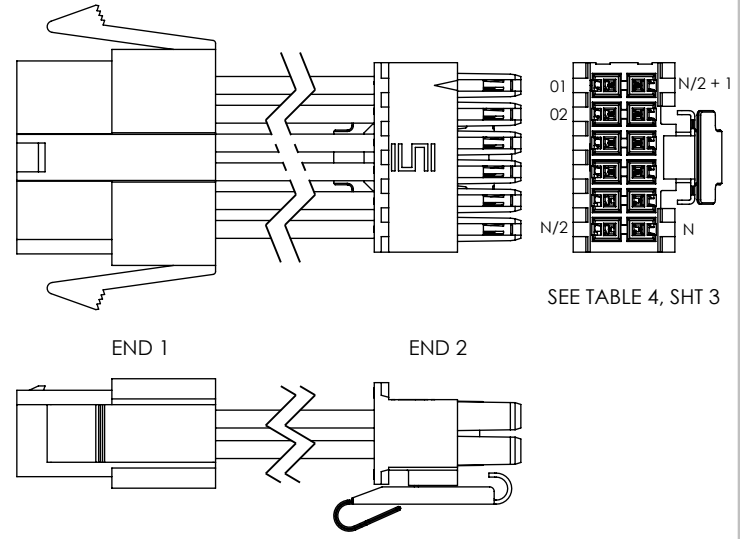 01
N/2 + 1
02
N/2
N
SEE TABLE 4, SHT 3
END 1
END 2